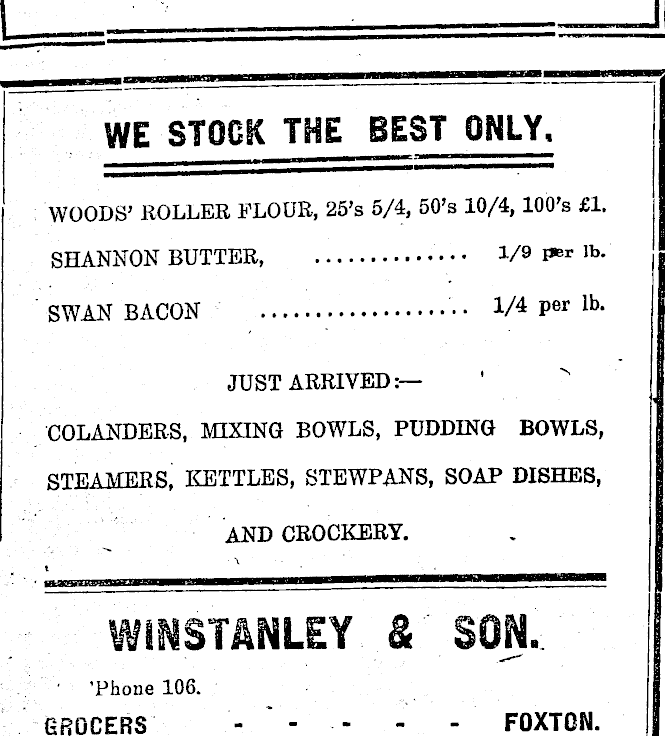 WE STOCK THE BEST ONLY.
WOODS' ROLLER FLOUR, 25's 5/4, 50's 10/4, 100's £1.
SHANNON BUTTER, .............. 1/9 per lb.
SWAN BACON ................... 1/4 per lb.
JUST ARRIVED:—
COLANDERS, MIXING BOWLS, PUDDING BOWLS,
STEAMERS, KETTLES, STEWPANS, SOAP DISHES,
AND CROCKERY.
WINSTANLEY & SON.
'Phone 106.
GROCERS - - - - - FOXTON.